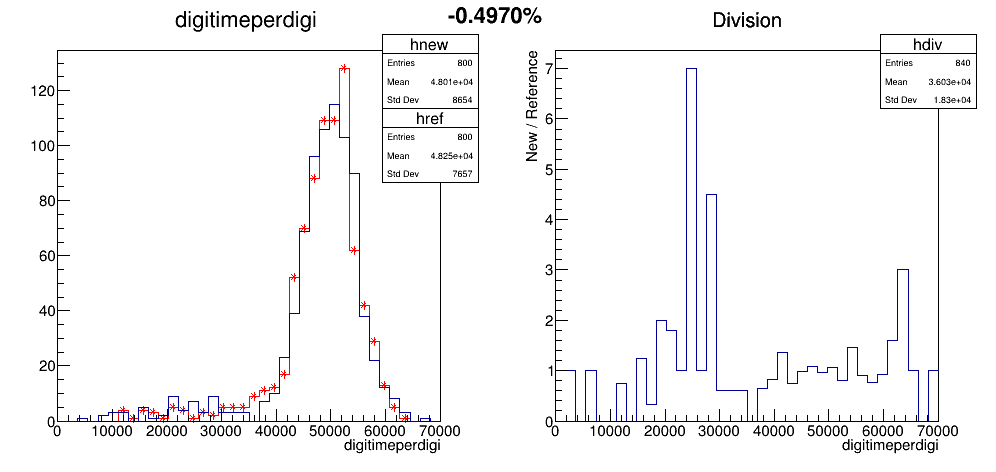 digitimeperdigi
-0.4970%
Division
hnew
Entries 800
Mean 4.801e+04
Std Dev 8654
href
Entries 800
Mean 4.825e+04
Std Dev 7657
120
100
80
60
40
20
0
0 10000 20000 30000 40000 50000 60000 70000
digitimeperdigi
hdiv
Entries 840
Mean 3.603e+04
Std Dev 1.83e+04
New / Reference
7
6
5
4
3
2
1
0
0 10000 20000 30000 40000 50000 60000 70000
digitimeperdigi